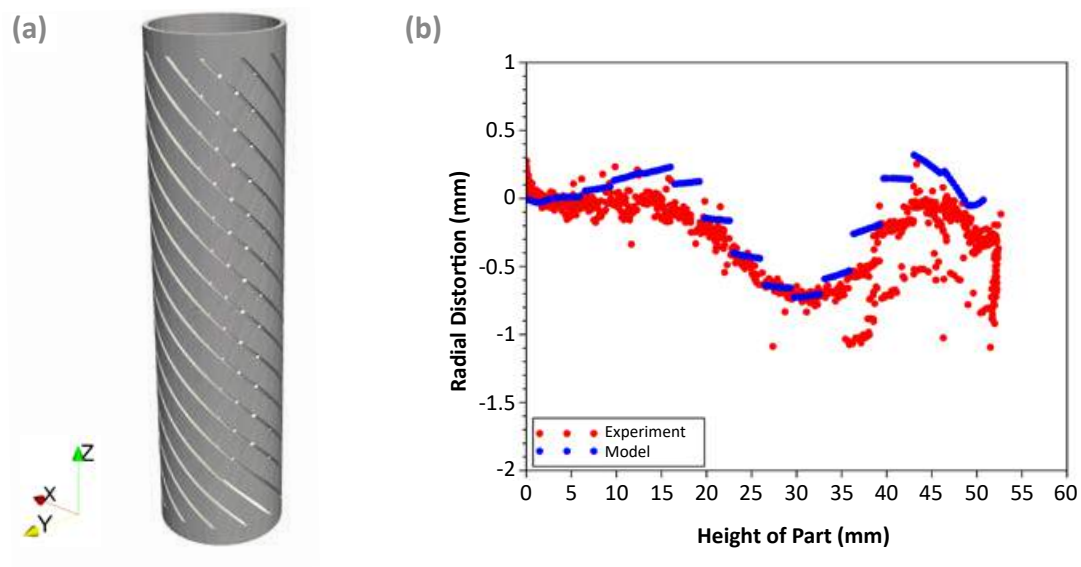 (a)
Z
X
Y
(b)
Radial Distortion (mm)
1
0.5
0
-0.5
-1
-1.5
-2
Experiment
Model
0 5 10 15 20 25 30 35 40 45 50 55 60
Height of Part (mm)